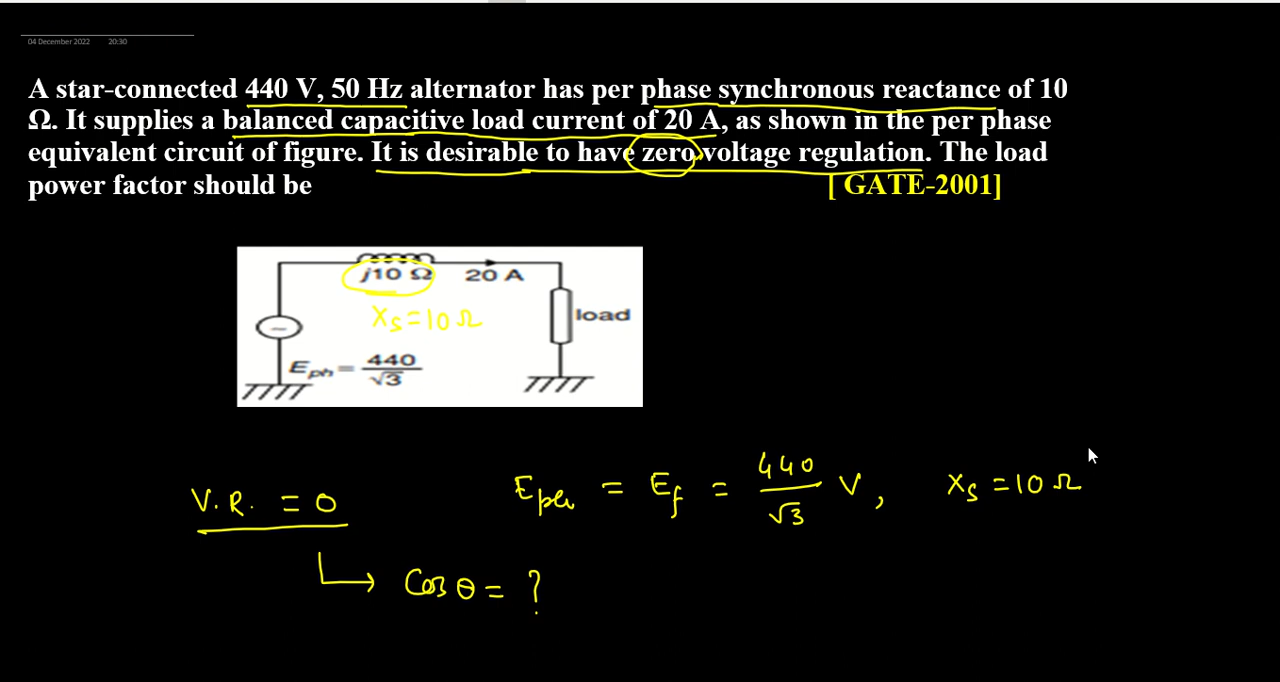 04 December 2022 20:30
A star-connected 440 V, 50 Hz alternator has per phase synchronous reactance of 10
Ω. It supplies a balanced capacitive load current of 20 A, as shown in the per phase
equivalent circuit of figure. It is desirable to have zero voltage regulation. The load
power factor should be [ GATE-2001]
j10 Ω 20 A
Xs=10 Ω load
Eph = 440/√3
V.R. = 0 Eph = Ef = 440/√3 V, Xs =10 Ω
Cos θ = ?